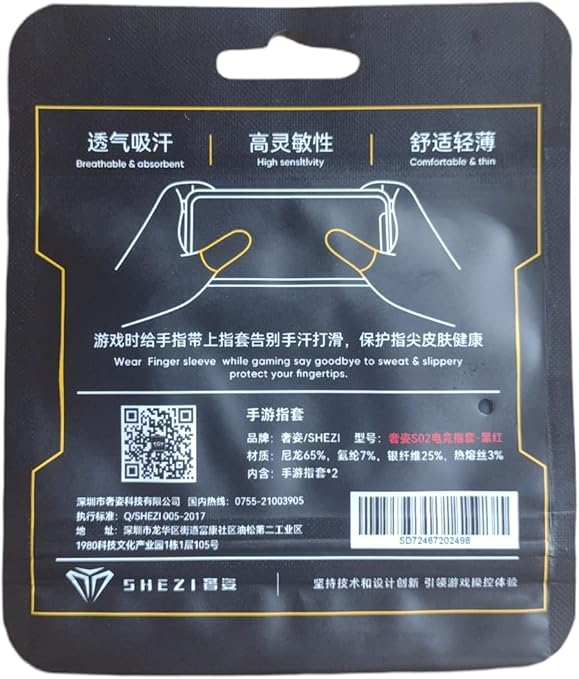 透气吸汗 | 高灵敏性 | 舒适轻薄
Breathable & absorbent High sensitivity Comfortable & thin
游戏时给手指带上指套告别手汗打滑，保护指尖皮肤健康
Wear Finger sleeve while gaming say goodbye to sweat & slippery
protect your fingertips.
手游指套
品牌：奢姿/SHEZI 型号：奢姿S02电竞指套-黑红
材质：尼龙65%，氨纶7%，银纤维25%，热熔丝3%
内含：手游指套*2
深圳市奢姿科技有限公司 国内热线：0755-21003905
执行标准：Q/SHEZI 005-2017
地 址：深圳市龙华区街道富康社区油松第二工业区
1980科技文化产业园1栋1层105号
SD72467202498
SHEZI奢姿 坚持技术和设计创新 引领游戏操控体验